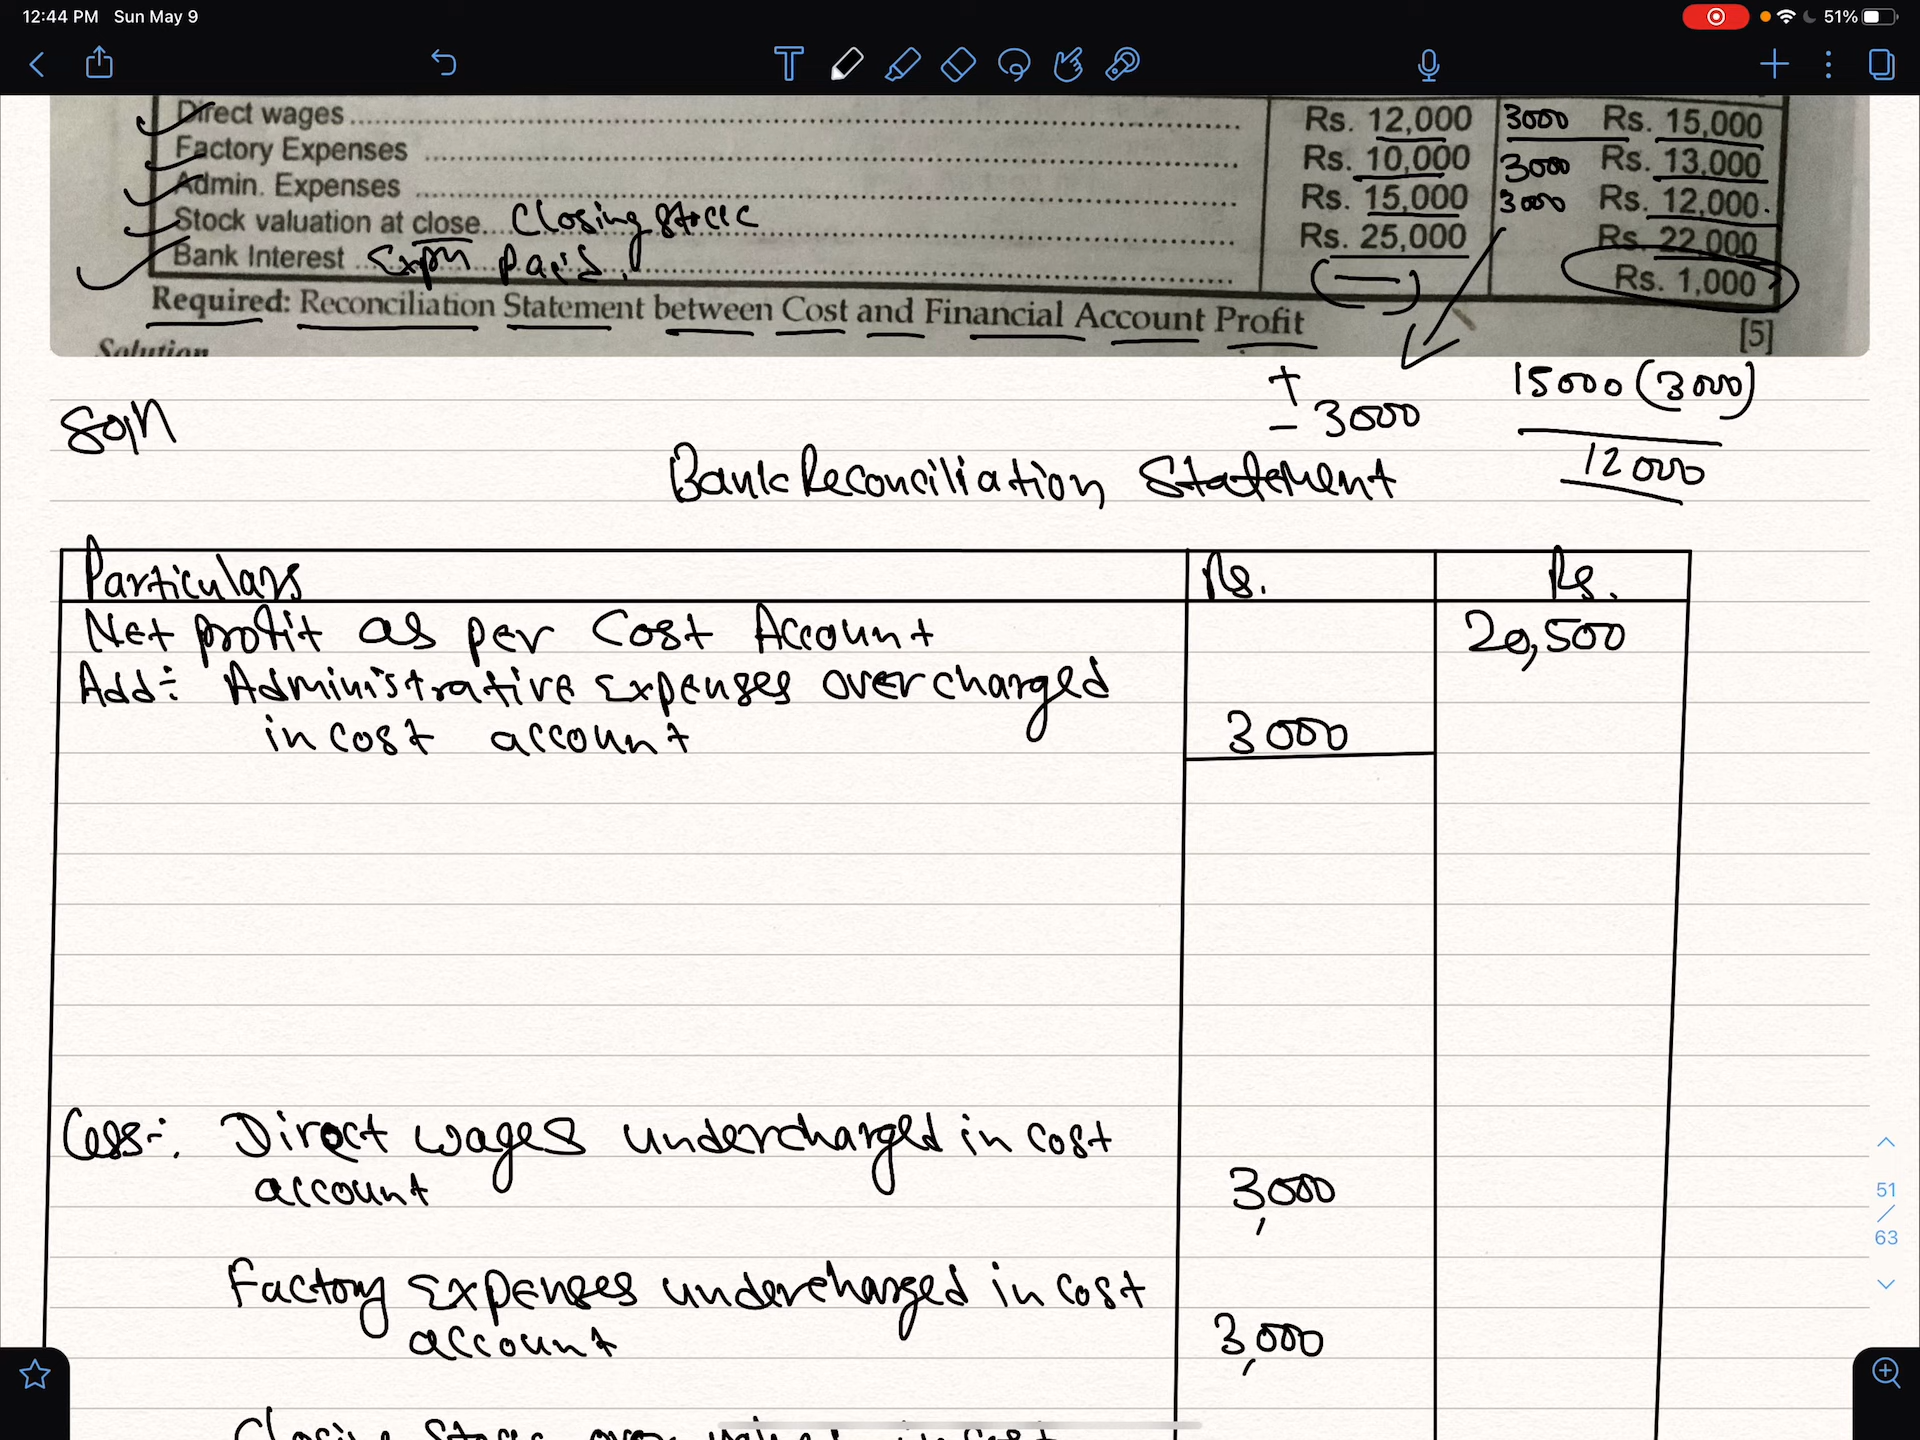 12:44 PM Sun May 9
51%
Direct wages Rs. 12,000 3000 Rs. 15,000
Factory Expenses Rs. 10,000 3000 Rs. 13,000
Admin. Expenses Rs. 15,000 3000 Rs. 12,000.
Stock valuation at close... Closing stock Rs. 25,000 Rs. 22,000
Bank Interest Expn paid. (—) Rs. 1,000
Required: Reconciliation Statement between Cost and Financial Account Profit [5]
Solution
Soln
+
- 3000
15000 (3000)
12000
Bank Reconciliation Statement
Particulars Rs. Rs.
Net profit as per Cost Account 20,500
Add:- Administrative Expenses overcharged
in cost account 3000
Less:- Direct wages undercharged in cost
account 3,000
Factory Expenses undercharged in cost
account 3,000
51
/
63